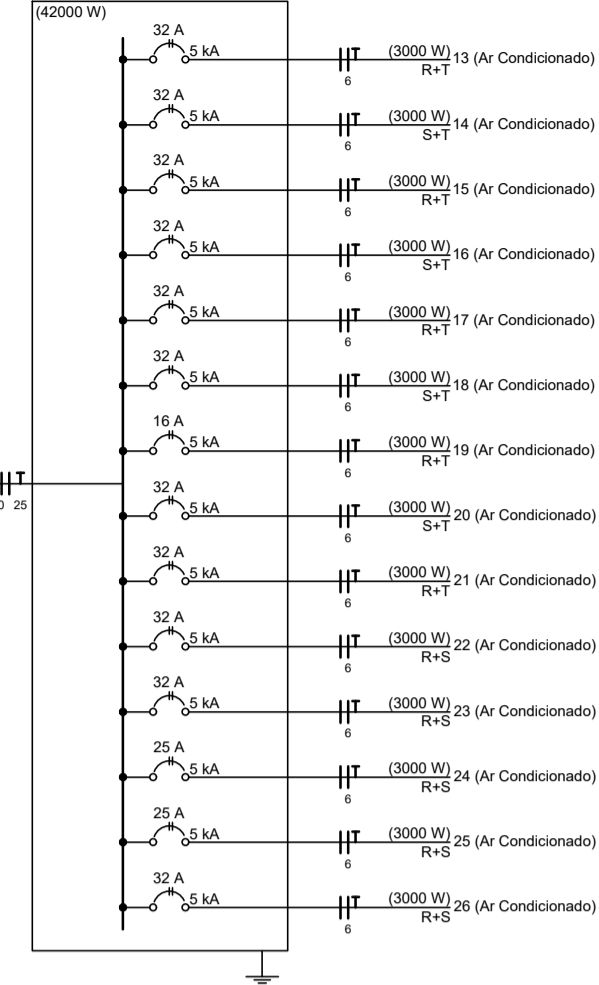 (42000 W)
32 A
5 kA
6
(3000 W)
R+T
13 (Ar Condicionado)
32 A
5 kA
6
(3000 W)
S+T
14 (Ar Condicionado)
32 A
5 kA
6
(3000 W)
R+T
15 (Ar Condicionado)
32 A
5 kA
6
(3000 W)
S+T
16 (Ar Condicionado)
32 A
5 kA
6
(3000 W)
R+T
17 (Ar Condicionado)
32 A
5 kA
6
(3000 W)
S+T
18 (Ar Condicionado)
16 A
5 kA
6
(3000 W)
R+T
19 (Ar Condicionado)
25
32 A
5 kA
6
(3000 W)
S+T
20 (Ar Condicionado)
32 A
5 kA
6
(3000 W)
R+T
21 (Ar Condicionado)
32 A
5 kA
6
(3000 W)
R+S
22 (Ar Condicionado)
32 A
5 kA
6
(3000 W)
R+S
23 (Ar Condicionado)
25 A
5 kA
6
(3000 W)
R+S
24 (Ar Condicionado)
25 A
5 kA
6
(3000 W)
R+S
25 (Ar Condicionado)
32 A
5 kA
6
(3000 W)
R+S
26 (Ar Condicionado)